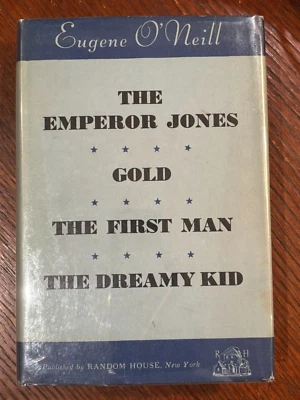 Eugene O'Neill
THE
EMPEROR JONES
★ ★ ★ ★
GOLD
★ ★ ★ ★
THE FIRST MAN
★ ★ ★ ★
THE DREAMY KID
R H
Published by RANDOM HOUSE, New York